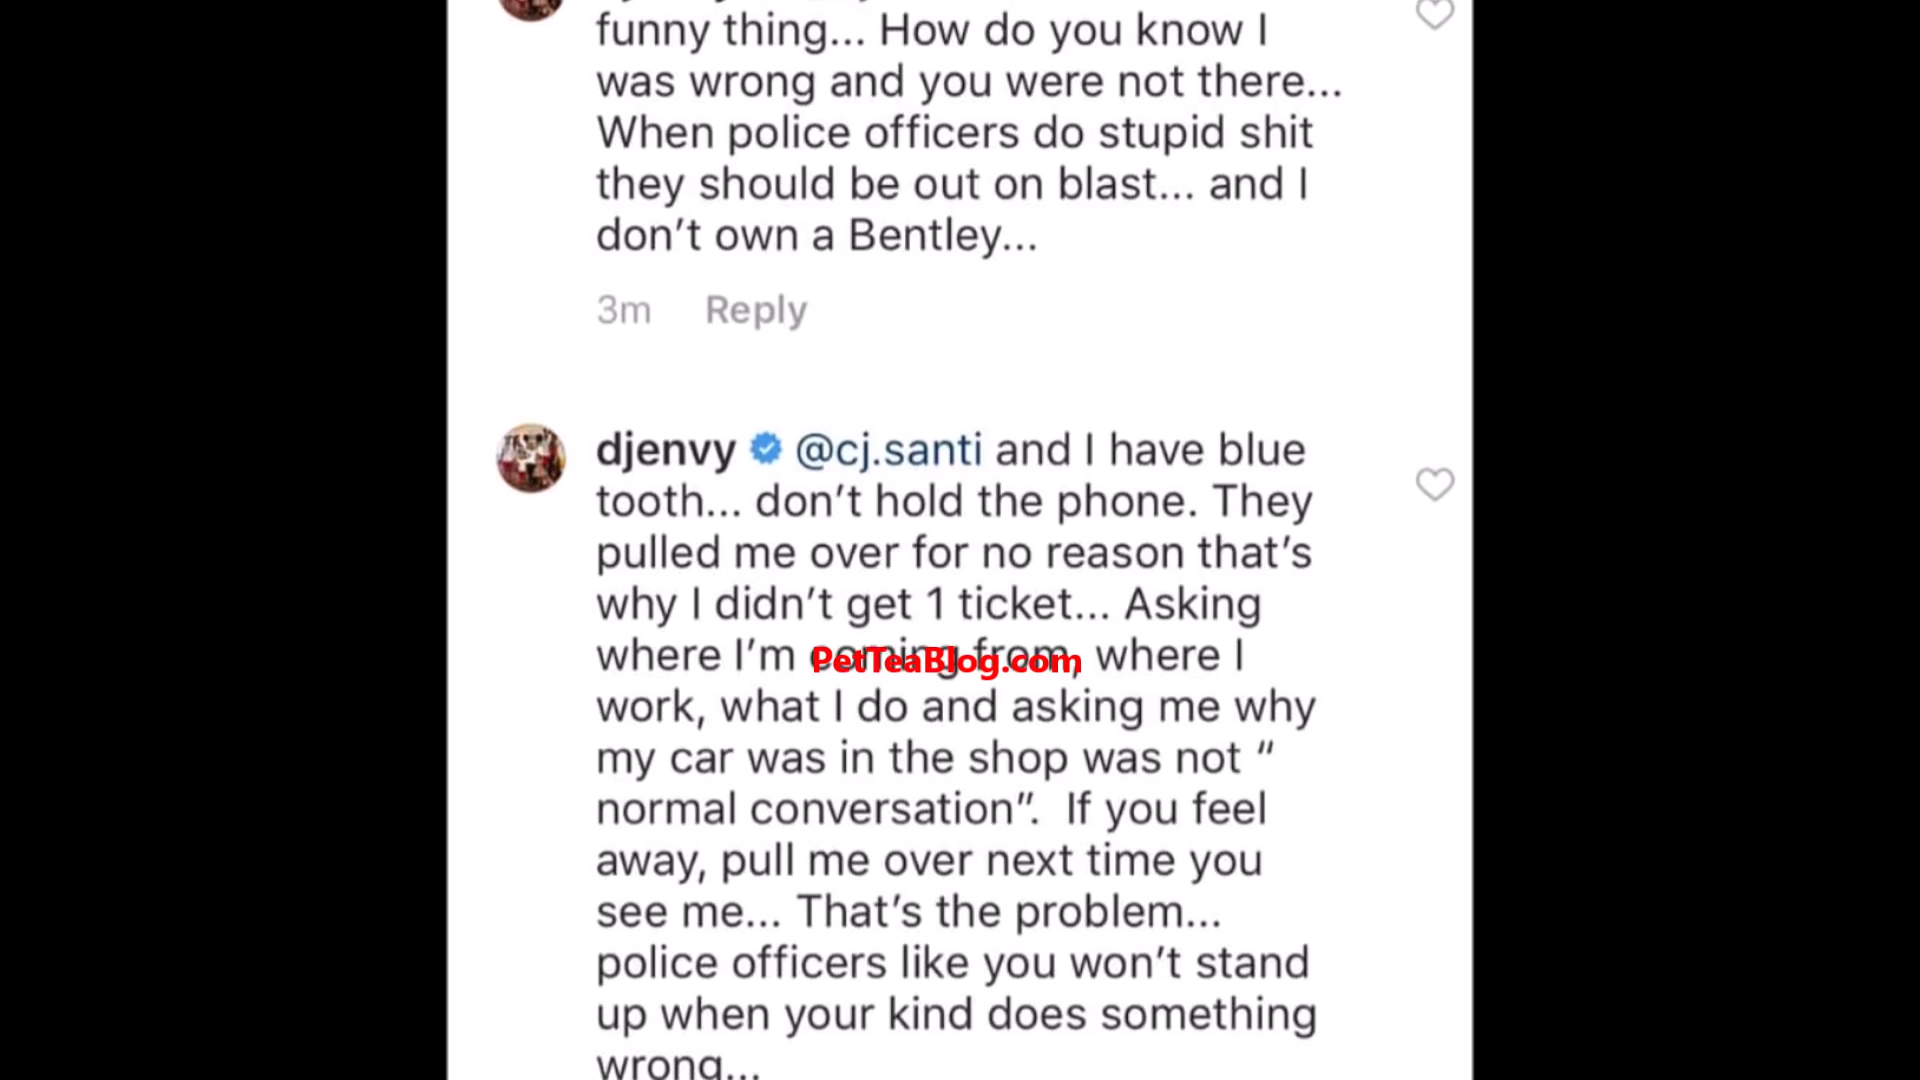 funny thing... How do you know I
was wrong and you were not there...
When police officers do stupid shit
they should be out on blast... and I
don't own a Bentley...
3m Reply
djenvy @cj.santi and I have blue
tooth... don't hold the phone. They
pulled me over for no reason that's
why I didn't get 1 ticket... Asking
where I'm coming from, where I
PetTeaBlog.com
work, what I do and asking me why
my car was in the shop was not "
normal conversation".  If you feel
away, pull me over next time you
see me... That's the problem...
police officers like you won't stand
up when your kind does something
wrong...